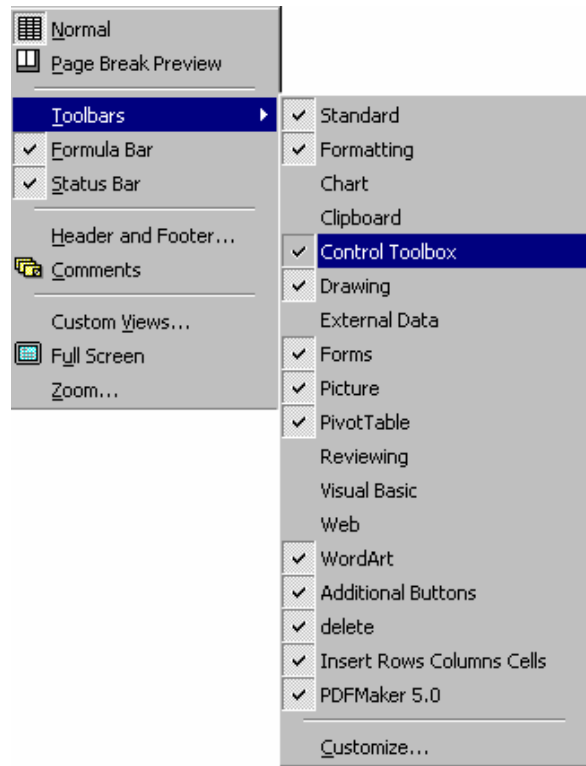 Normal
Page Break Preview
Toolbars
Formula Bar
Status Bar
Header and Footer...
Comments
Custom Views...
Full Screen
Zoom...
Standard
Formatting
Chart
Clipboard
Control Toolbox
Drawing
External Data
Forms
Picture
PivotTable
Reviewing
Visual Basic
Web
WordArt
Additional Buttons
delete
Insert Rows Columns Cells
PDFMaker 5.0
Customize...